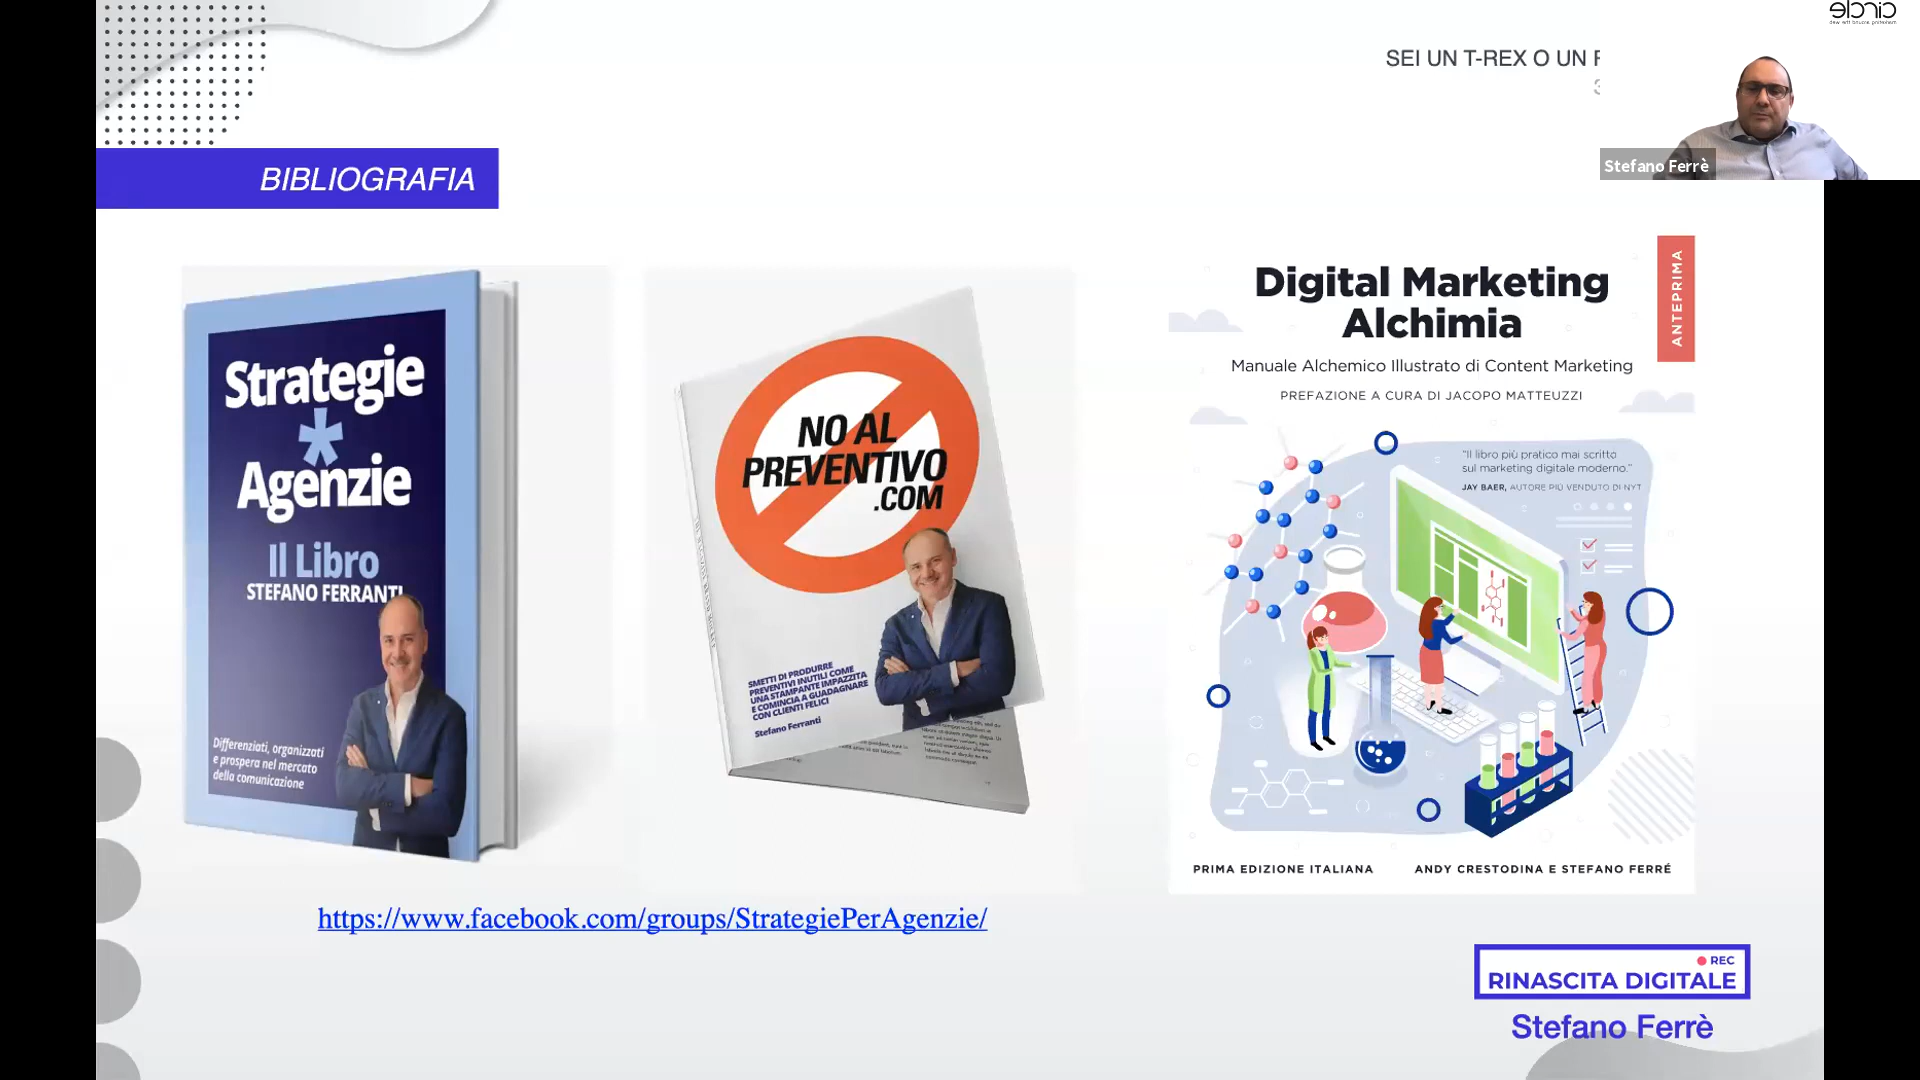 circle
SEI UN T-REX O UN
Stefano Ferrè
BIBLIOGRAFIA
Strategie
*
Agenzie
Il Libro
STEFANO FERRANTI
Differenziati, organizzati
e prospera nel mercato
della comunicazione
NO AL
PREVENTIVO
.COM
SMETTI DI PRODURRE
PREVENTIVI INUTILI COME
UNA STAMPANTE IMPAZZITA
E COMINCIA A GUADAGNARE
CON CLIENTI FELICI
Stefano Ferranti
ANTEPRIMA
Digital Marketing
Alchimia
Manuale Alchemico Illustrato di Content Marketing
PREFAZIONE A CURA DI JACOPO MATTEUZZI
"Il libro più pratico mai scritto
sul marketing digitale moderno."
JAY BAER, AUTORE PIÙ VENDUTO DI NYT
PRIMA EDIZIONE ITALIANA
ANDY CRESTODINA E STEFANO FERRÉ
https://www.facebook.com/groups/StrategiePerAgenzie/
REC
RINASCITA DIGITALE
Stefano Ferrè